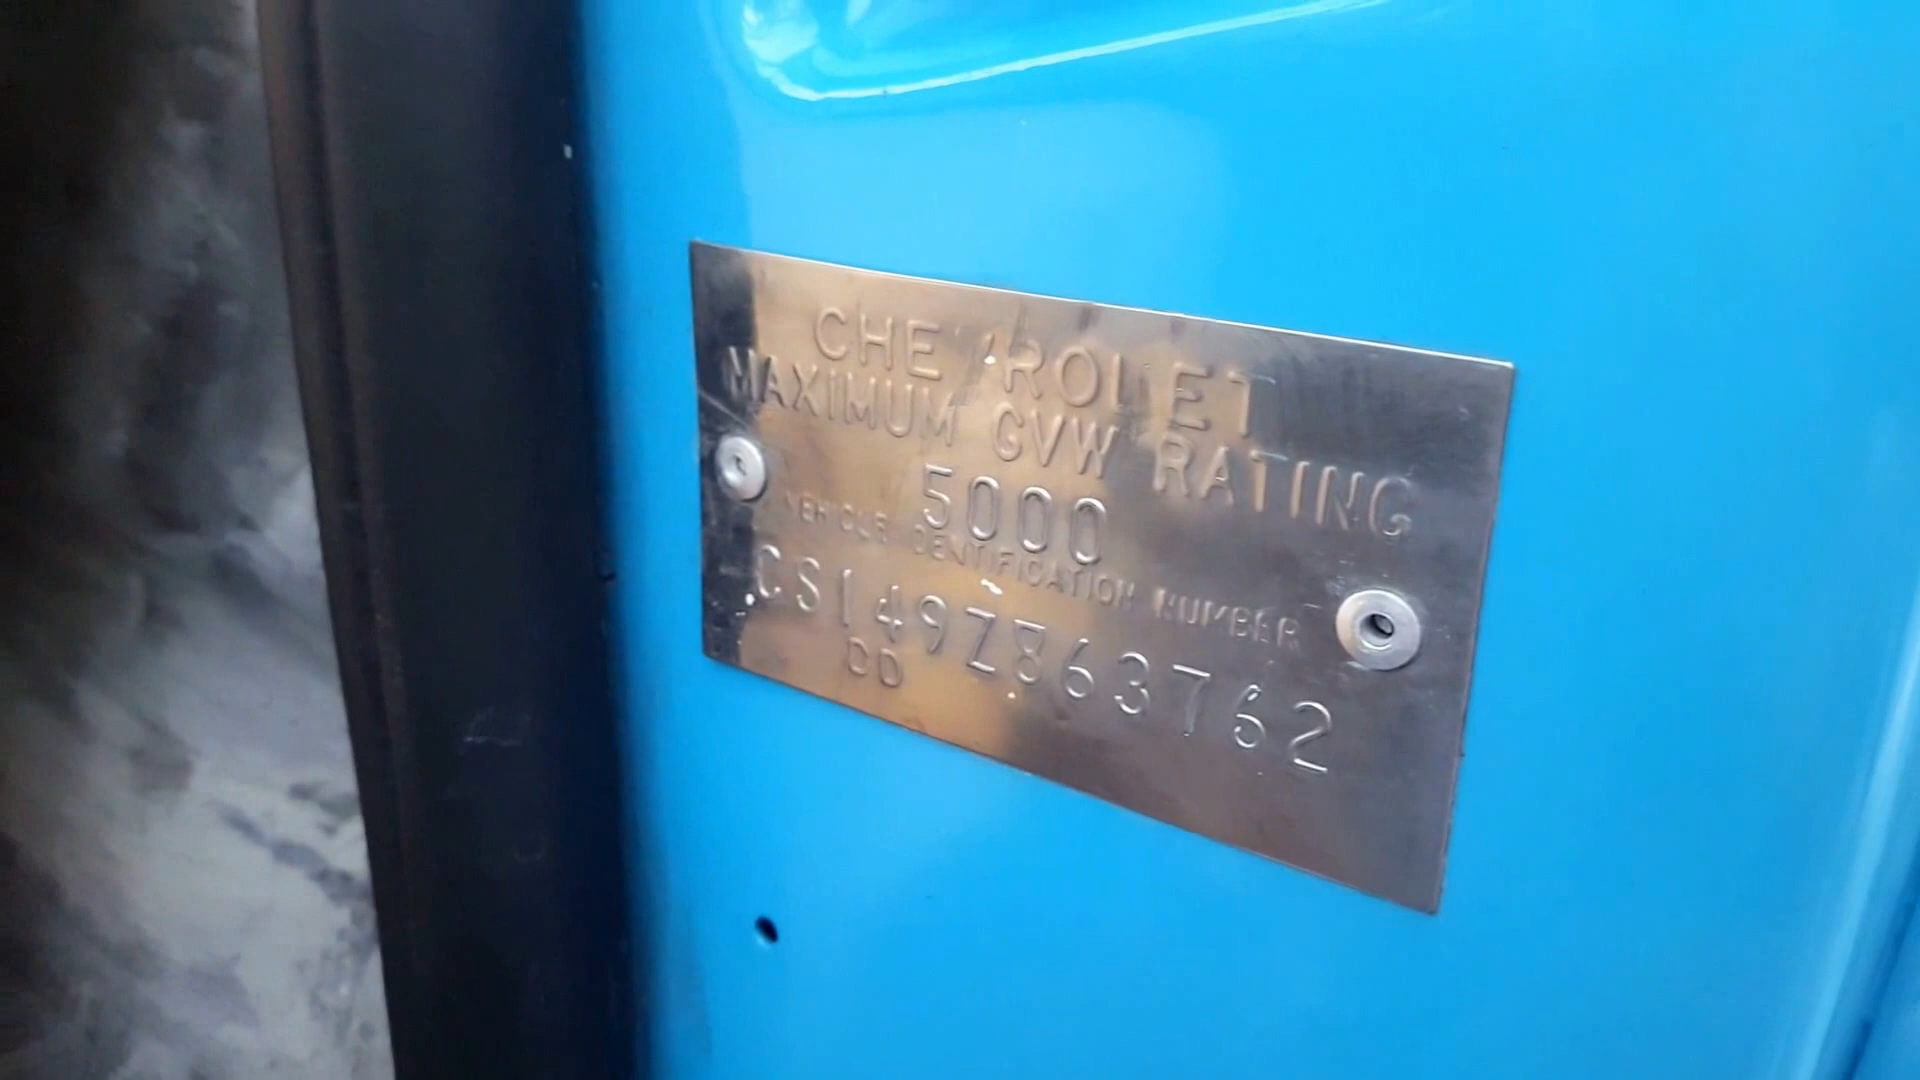 CHEVROLET
MAXIMUM GVW RATING
5000
VEHICLE IDENTIFICATION NUMBER
CS149Z863762
DD